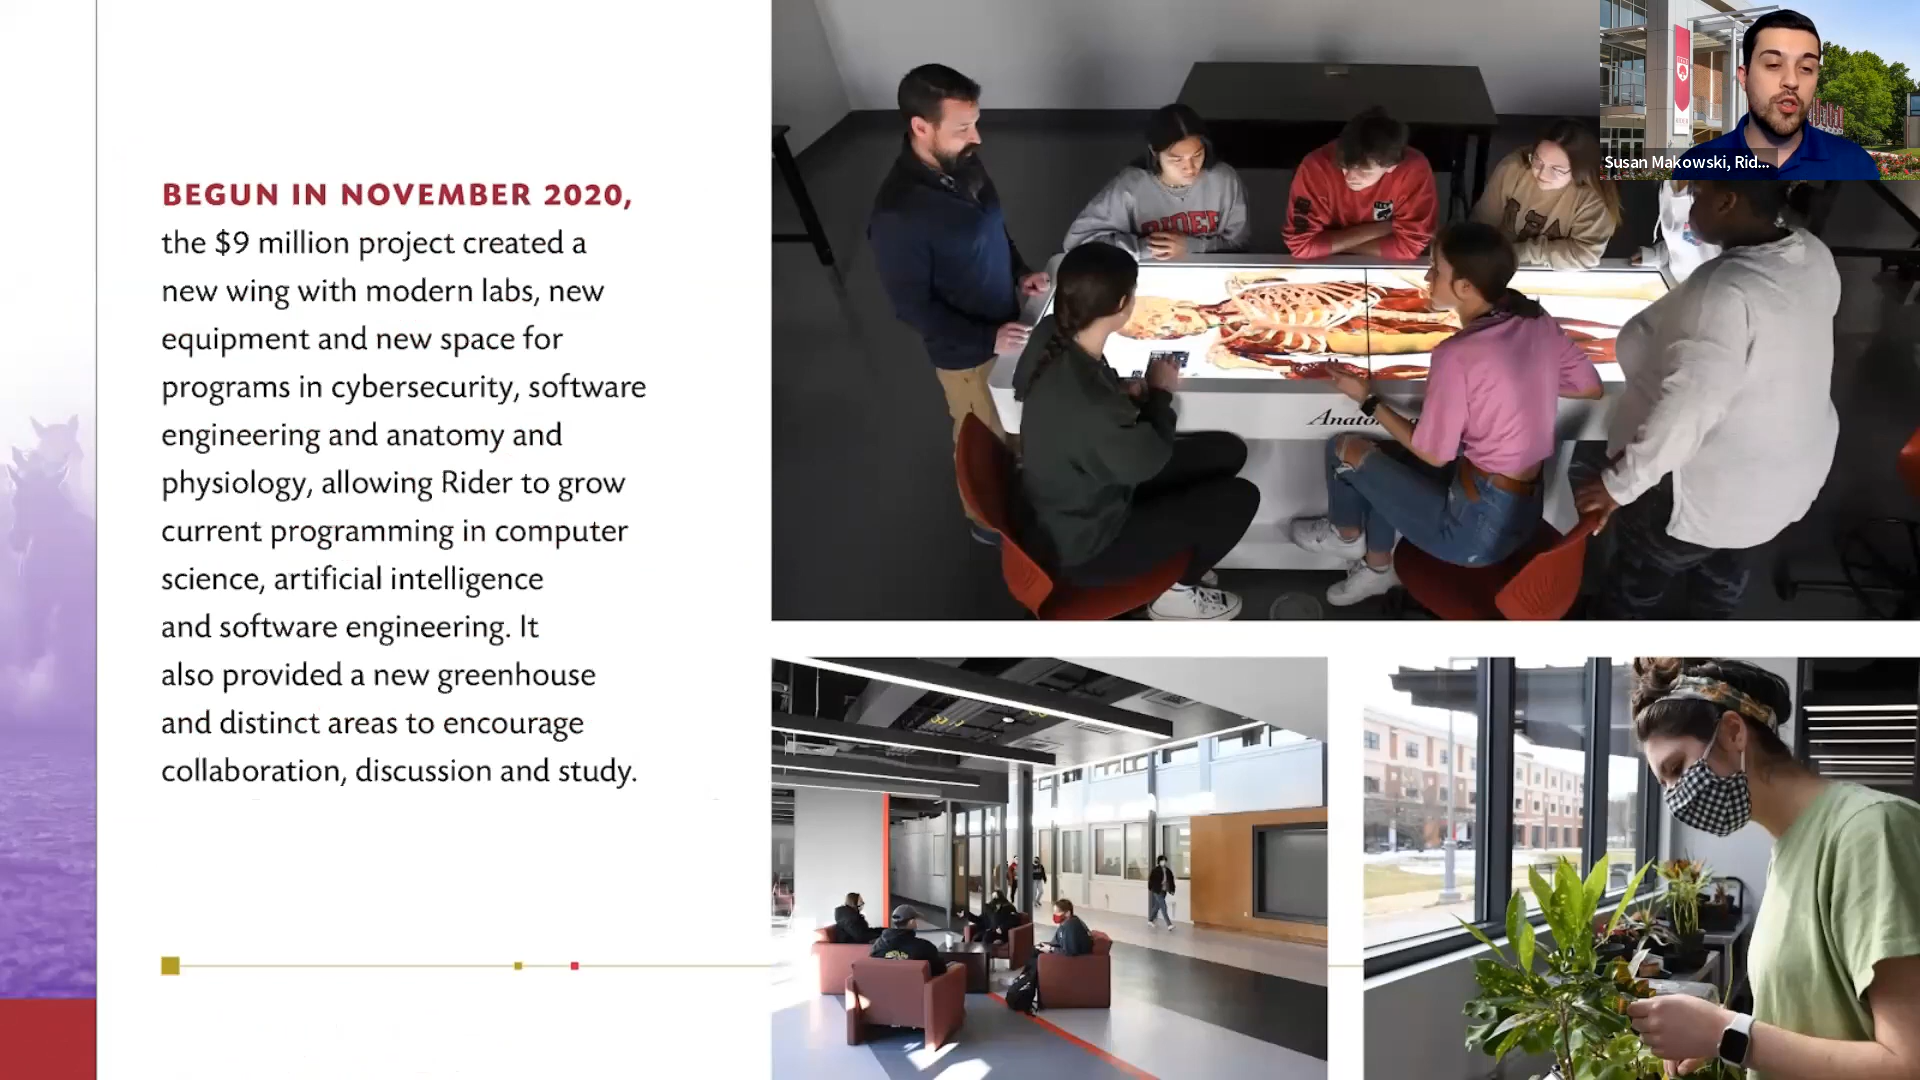 BEGUN IN NOVEMBER 2020,
the $9 million project created a
new wing with modern labs, new
equipment and new space for
programs in cybersecurity, software
engineering and anatomy and
physiology, allowing Rider to grow
current programming in computer
science, artificial intelligence
and software engineering. It
also provided a new greenhouse
and distinct areas to encourage
collaboration, discussion and study.
Susan Makowski, Rid...
RIDER